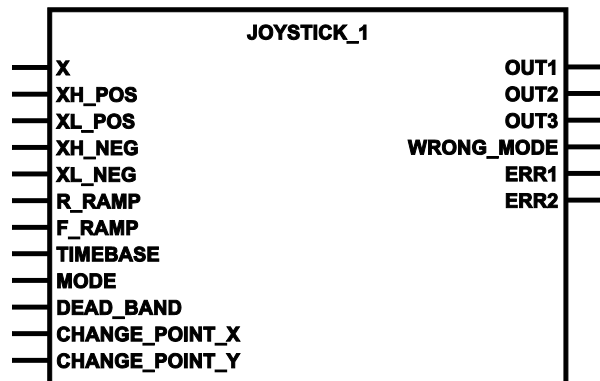 JOYSTICK_1
X
XH_POS
XL_POS
XH_NEG
XL_NEG
R_RAMP
F_RAMP
TIMEBASE
MODE
DEAD_BAND
CHANGE_POINT_X
CHANGE_POINT_Y
OUT1
OUT2
OUT3
WRONG_MODE
ERR1
ERR2